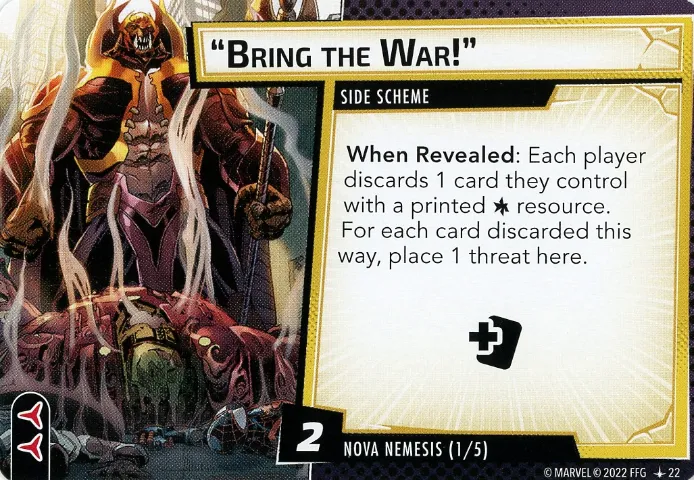 “BRING THE WAR!”
SIDE SCHEME
When Revealed: Each player
discards 1 card they control
with a printed resource.
For each card discarded this
way, place 1 threat here.
2
NOVA NEMESIS (1/5)
© MARVEL © 2022 FFG 22